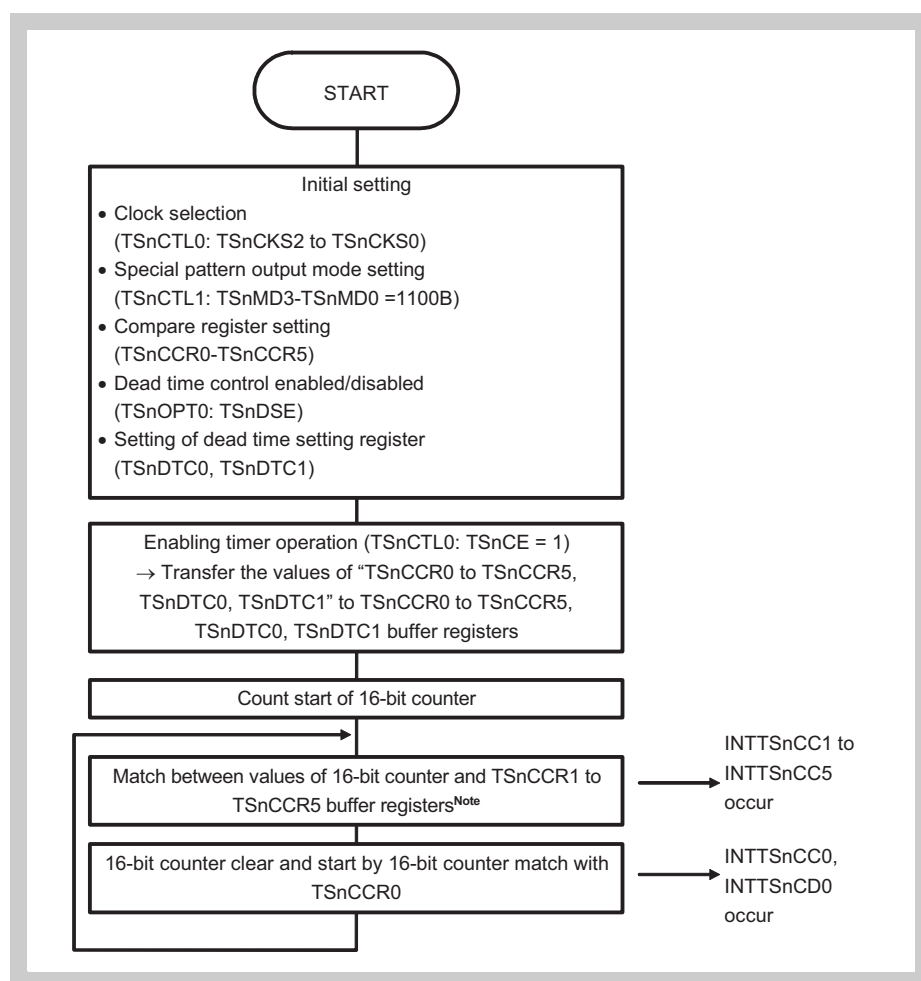 START
Initial setting
• Clock selection
(TSnCTL0: TSnCKS2 to TSnCKS0)
• Special pattern output mode setting
(TSnCTL1: TSnMD3-TSnMD0 =1100B)
• Compare register setting
(TSnCCR0-TSnCCR5)
• Dead time control enabled/disabled
(TSnOPT0: TSnDSE)
• Setting of dead time setting register
(TSnDTC0, TSnDTC1)
Enabling timer operation (TSnCTL0: TSnCE = 1)
→ Transfer the values of “TSnCCR0 to TSnCCR5,
TSnDTC0, TSnDTC1” to TSnCCR0 to TSnCCR5,
TSnDTC0, TSnDTC1 buffer registers
Count start of 16-bit counter
Match between values of 16-bit counter and TSnCCR1 to
TSnCCR5 buffer registersNote
INTTSnCC1 to
INTTSnCC5
occur
16-bit counter clear and start by 16-bit counter match with
TSnCCR0
INTTSnCC0,
INTTSnCD0
occur